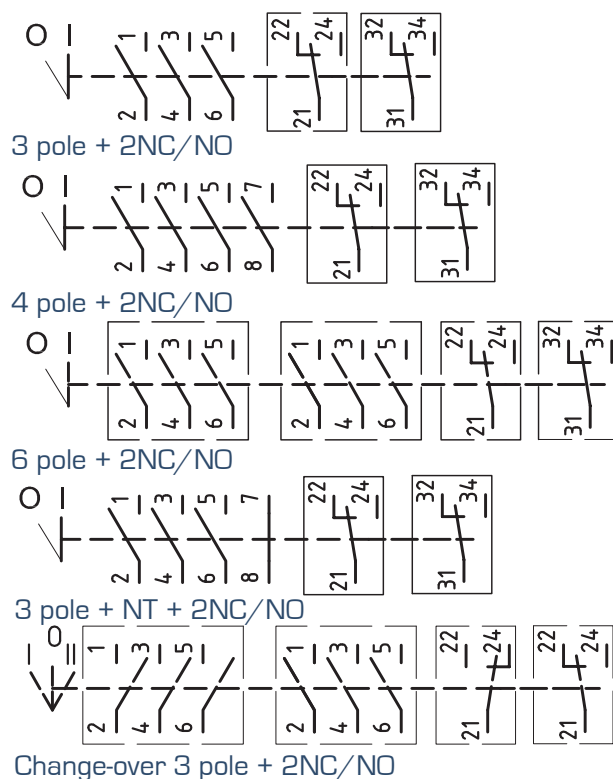 O I 1 3 5 22 24 32 34
2 4 6 21 31
3 pole + 2NC/NO
O I 1 3 5 7 22 24 32 34
2 4 6 8 21 31
4 pole + 2NC/NO
O I 1 3 5 1 3 5 22 24 32 34
2 4 6 2 4 6 21 31
6 pole + 2NC/NO
O I 1 3 5 7 22 24 32 34
2 4 6 8 21 31
3 pole + NT + 2NC/NO
I O II 1 3 5 1 3 5 22 24 22 24
2 4 6 2 4 6 21 21
Change-over 3 pole + 2NC/NO